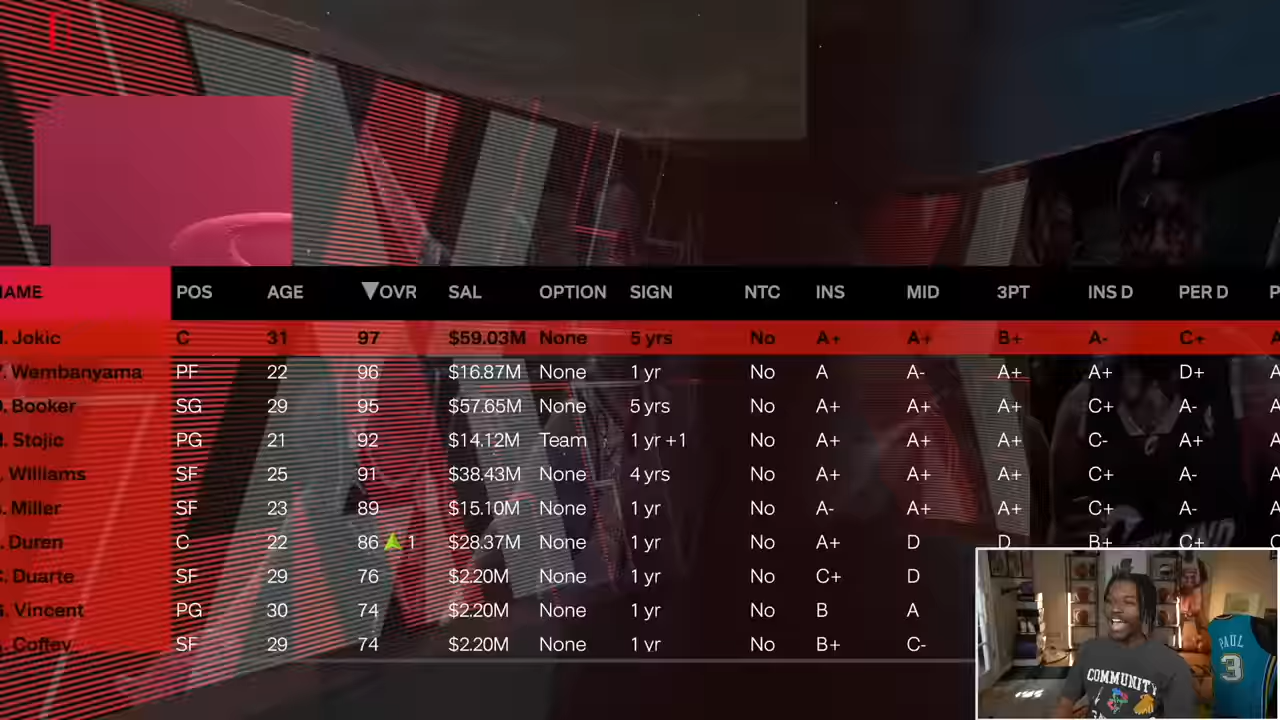 AME POS AGE OVR SAL OPTION SIGN NTC INS MID 3PT INS D PER D P
. Jokic C 31 97 $59.03M None 5 yrs No A+ A+ B+ A- C+ A
. Wembanyama PF 22 96 $16.87M None 1 yr No A A- A+ A+ D+ A
. Booker SG 29 95 $57.65M None 5 yrs No A+ A+ A+ C+ A- A
. Stojic PG 21 92 $14.12M Team 1 yr +1 No A+ A+ A+ C- A+ A
. Williams SF 25 91 $38.43M None 4 yrs No A+ A+ A+ C+ A- A
. Miller SF 23 89 $15.10M None 1 yr No A- A+ A+ C+ A- A
. Duren C 22 86 1 $28.37M None 1 yr No A+ D D B+ C+ C
. Duarte SF 29 76 $2.20M None 1 yr No C+ D
. Vincent PG 30 74 $2.20M None 1 yr No B A
. Coffey SF 29 74 $2.20M None 1 yr No B+ C-
PAUL
3
COMMUNITY